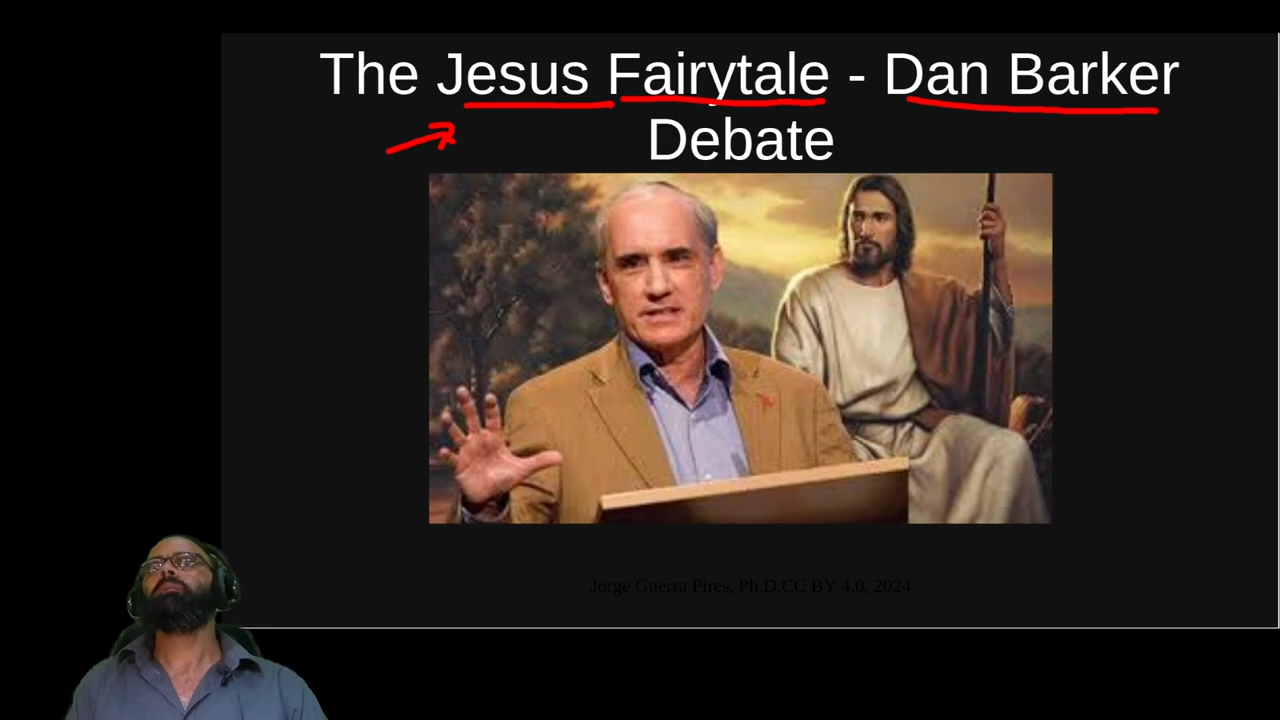 The Jesus Fairytale - Dan Barker
Debate
Jorge Guerra Pires, Ph.D.CC BY 4.0, 2024